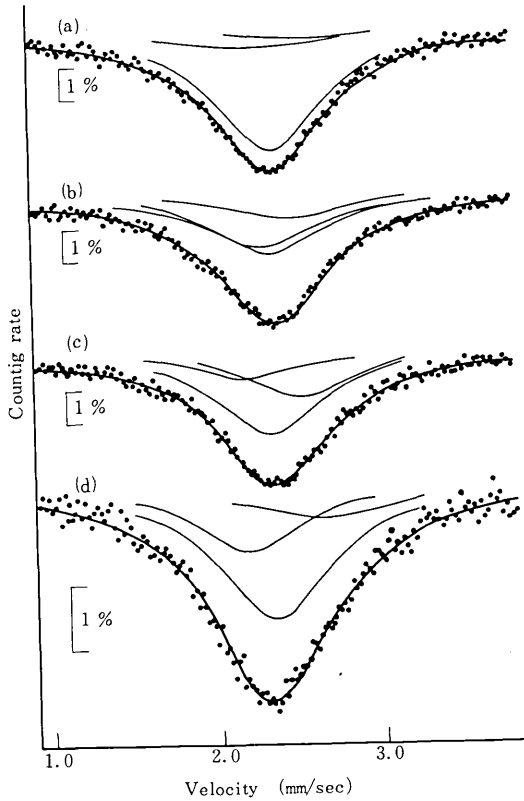 (a)
1 %
(b)
1 %
(c)
1 %
(d)
1 %
Countig rate
1.0 2.0 3.0
Velocity (mm/sec)